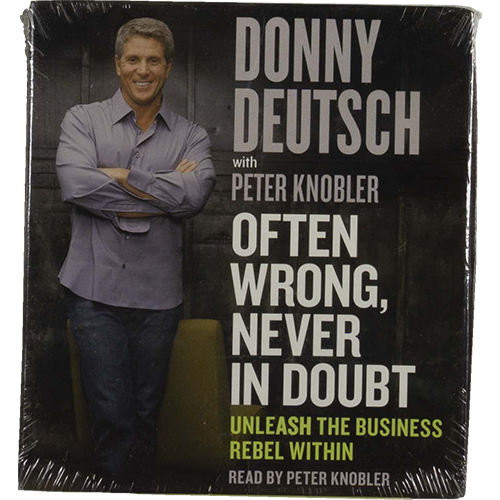 DONNY
DEUTSCH
with
PETER KNOBLER
OFTEN
WRONG,
NEVER
IN DOUBT
UNLEASH THE BUSINESS
REBEL WITHIN
READ BY PETER KNOBLER